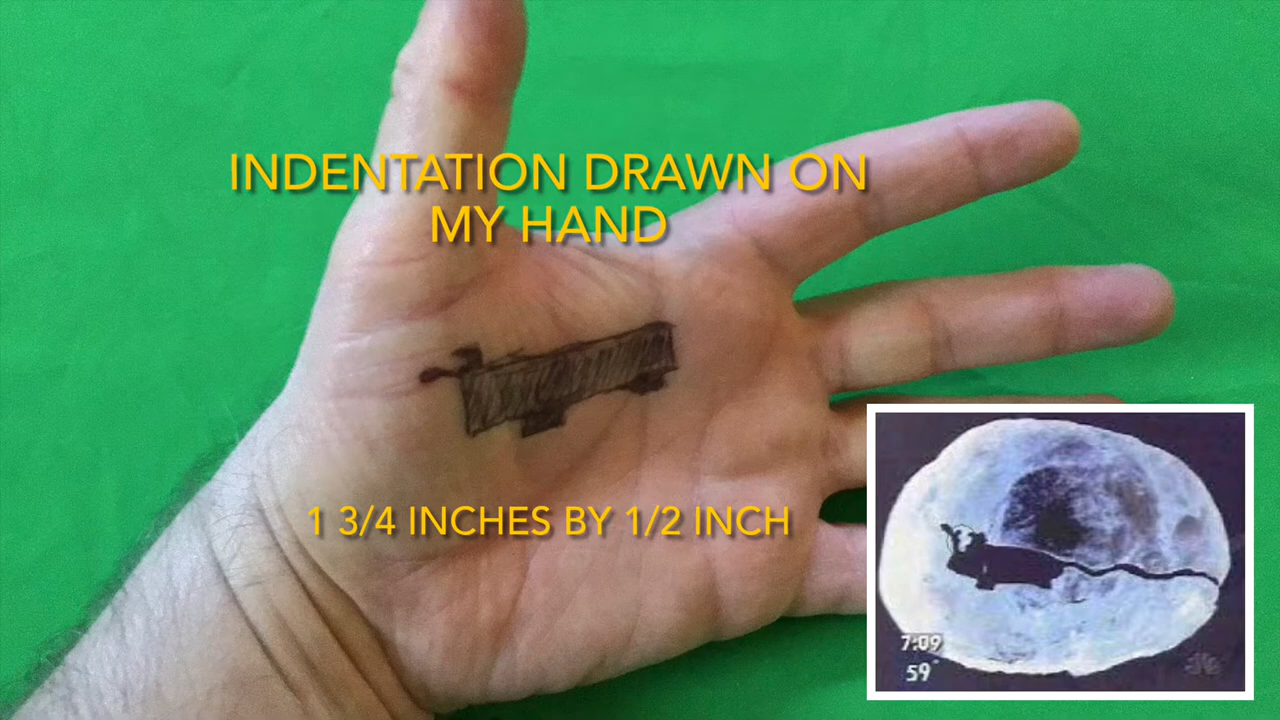 INDENTATION DRAWN ON
MY HAND
1 3/4 INCHES BY 1/2 INCH
7:09
59°